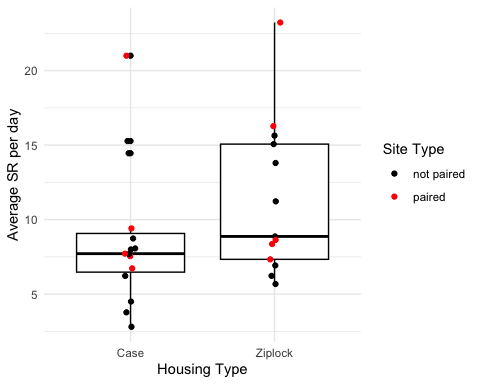 Average SR per day
20
15
10
5
Case
Ziplock
Housing Type
Site Type
not paired
paired